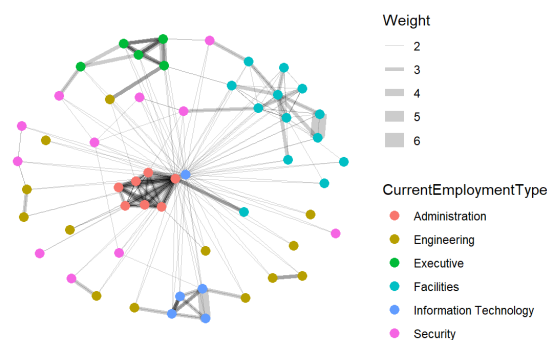 Weight
2
3
4
5
6
CurrentEmploymentType
Administration
Engineering
Executive
Facilities
Information Technology
Security